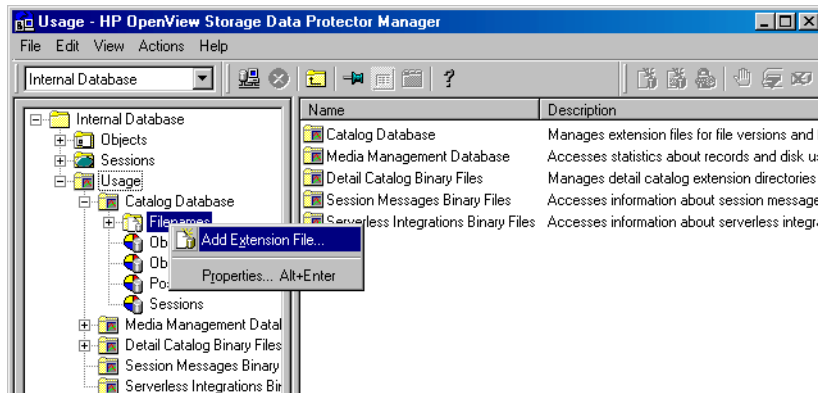 Usage - HP OpenView Storage Data Protector Manager
File Edit View Actions Help
Internal Database
?
Internal Database
Objects
Sessions
Usage
Catalog Database
Filenames
Add Extension File...
Properties... Alt+Enter
Sessions
Media Management Datal
Detail Catalog Binary Files
Session Messages Binary
Serverless Integrations Bir
Name Description
Catalog Database Manages extension files for file versions and
Media Management Database Accesses statistics about records and disk
Detail Catalog Binary Files Manages detail catalog extension directories
Session Messages Binary Files Accesses information about session message
Serverless Integrations Binary Files Accesses information about serverless integr